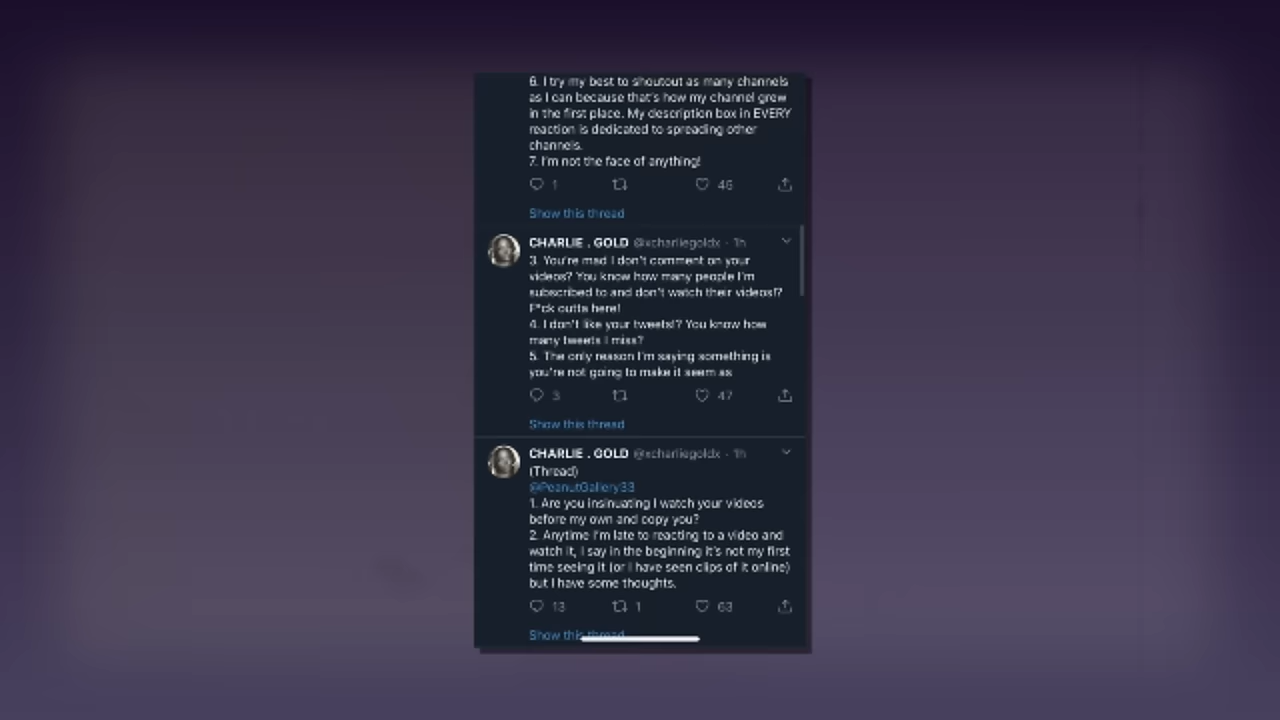 6. I try my best to shoutout as many channels
as I can because that's how my channel grew
in the first place. My description box in EVERY
reaction is dedicated to spreading other
channels.
7. I'm not the face of anything!
1 46
Show this thread
CHARLIE . GOLD @xcharliegoldx · 1h
3. You're mad I don't comment on your
videos? You know how many people I'm
subscribed to and don't watch their videos!?
F*ck outta here!
4. I don't like your tweets!? You know how
many tweets I miss?
5. The only reason I'm saying something is
you're not going to make it seem as
3 47
Show this thread
CHARLIE . GOLD @xcharliegoldx · 1h
(Thread)
@PeanutGallery33
1. Are you insinuating I watch your videos
before my own and copy you?
2. Anytime I'm late to reacting to a video and
watch it, I say in the beginning it's not my first
time seeing it (or I have seen clips of it online)
but I have some thoughts.
13 1 63
Show this thread